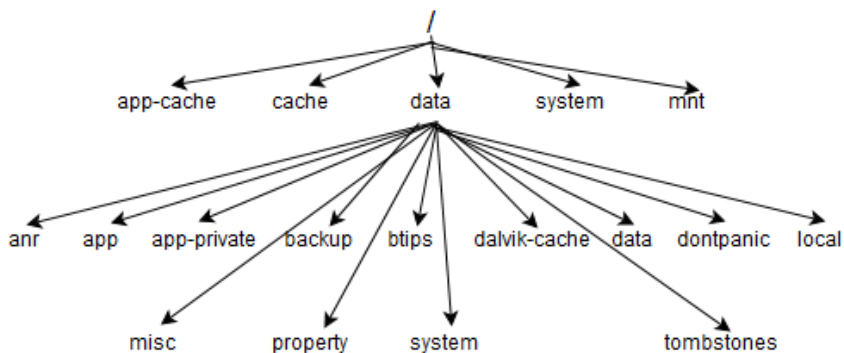 /
app-cache cache data system mnt
anr app app-private backup btips dalvik-cache data dontpanic local
misc property system tombstones